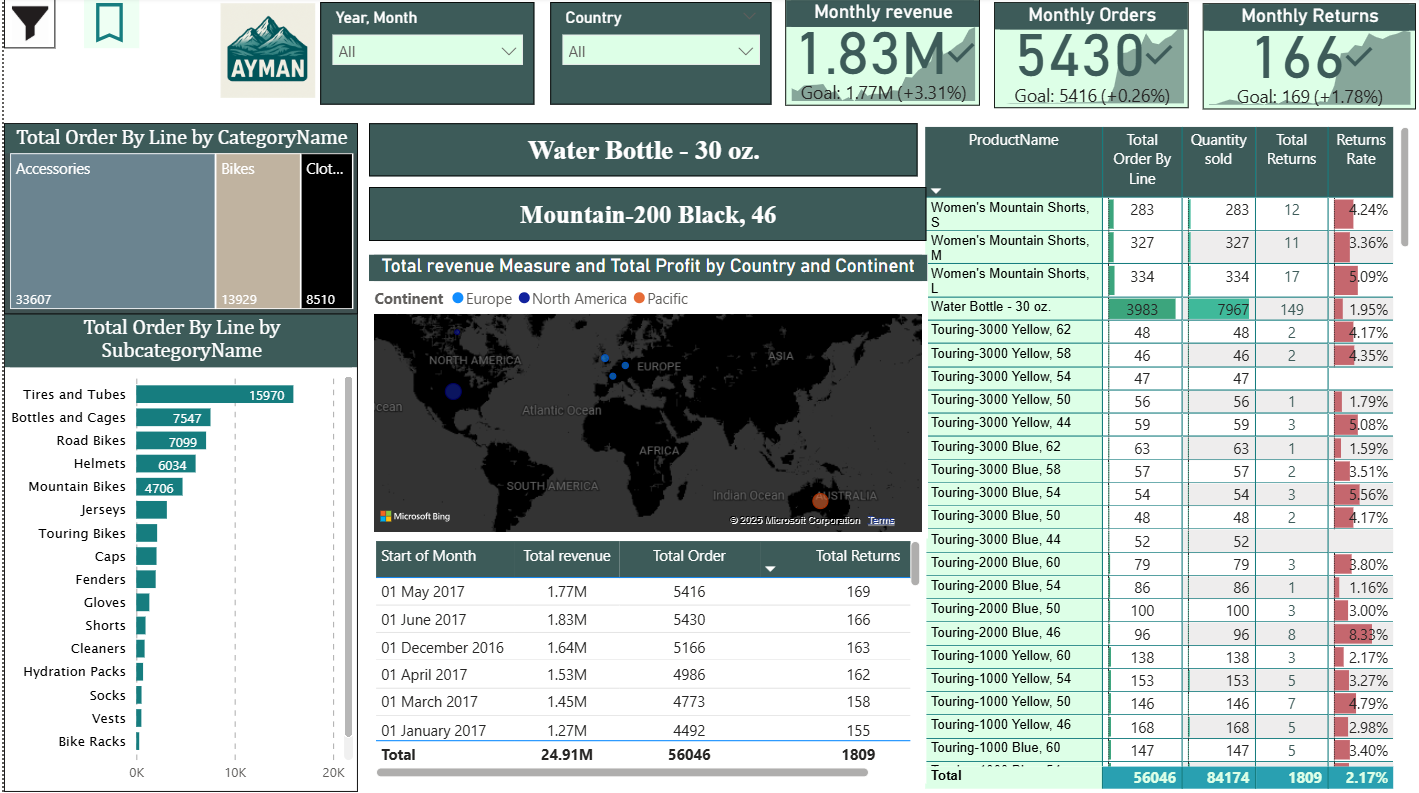 AYMAN
Year, Month
All
Country
All
Monthly revenue
1.83M
Goal: 1.77M (+3.31%)
Monthly Orders
5430
Goal: 5416 (+0.26%)
Monthly Returns
166
Goal: 169 (+1.78%)
Total Order By Line by CategoryName
Accessories
33607
Bikes
13929
Clot...
8510
Total Order By Line by
SubcategoryName
Tires and Tubes 15970
Bottles and Cages 7547
Road Bikes 7099
Helmets 6034
Mountain Bikes 4706
Jerseys
Touring Bikes
Caps
Fenders
Gloves
Shorts
Cleaners
Hydration Packs
Socks
Vests
Bike Racks
0K 10K 20K
Water Bottle - 30 oz.
Mountain-200 Black, 46
Total revenue Measure and Total Profit by Country and Continent
Continent Europe North America Pacific
NORTH AMERICA
EUROPE
ASIA
cean
Atlantic Ocean
AFRICA
SOUTH AMERICA
Indian Ocean
AUSTRALIA
Microsoft Bing
© 2025 Microsoft Corporation Terms
Start of Month Total revenue Total Order Total Returns
01 May 2017 1.77M 5416 169
01 June 2017 1.83M 5430 166
01 December 2016 1.64M 5166 163
01 April 2017 1.53M 4986 162
01 March 2017 1.45M 4773 158
01 January 2017 1.27M 4492 155
Total 24.91M 56046 1809
ProductName Total Order By Line Quantity sold Total Returns Returns Rate
Women's Mountain Shorts, S 283 283 12 4.24%
Women's Mountain Shorts, M 327 327 11 3.36%
Women's Mountain Shorts, L 334 334 17 5.09%
Water Bottle - 30 oz. 3983 7967 149 1.95%
Touring-3000 Yellow, 62 48 48 2 4.17%
Touring-3000 Yellow, 58 46 46 2 4.35%
Touring-3000 Yellow, 54 47 47
Touring-3000 Yellow, 50 56 56 1 1.79%
Touring-3000 Yellow, 44 59 59 3 5.08%
Touring-3000 Blue, 62 63 63 1 1.59%
Touring-3000 Blue, 58 57 57 2 3.51%
Touring-3000 Blue, 54 54 54 3 5.56%
Touring-3000 Blue, 50 48 48 2 4.17%
Touring-3000 Blue, 44 52 52
Touring-2000 Blue, 60 79 79 3 3.80%
Touring-2000 Blue, 54 86 86 1 1.16%
Touring-2000 Blue, 50 100 100 3 3.00%
Touring-2000 Blue, 46 96 96 8 8.33%
Touring-1000 Yellow, 60 138 138 3 2.17%
Touring-1000 Yellow, 54 153 153 5 3.27%
Touring-1000 Yellow, 50 146 146 7 4.79%
Touring-1000 Yellow, 46 168 168 5 2.98%
Touring-1000 Blue, 60 147 147 5 3.40%
Total 56046 84174 1809 2.17%